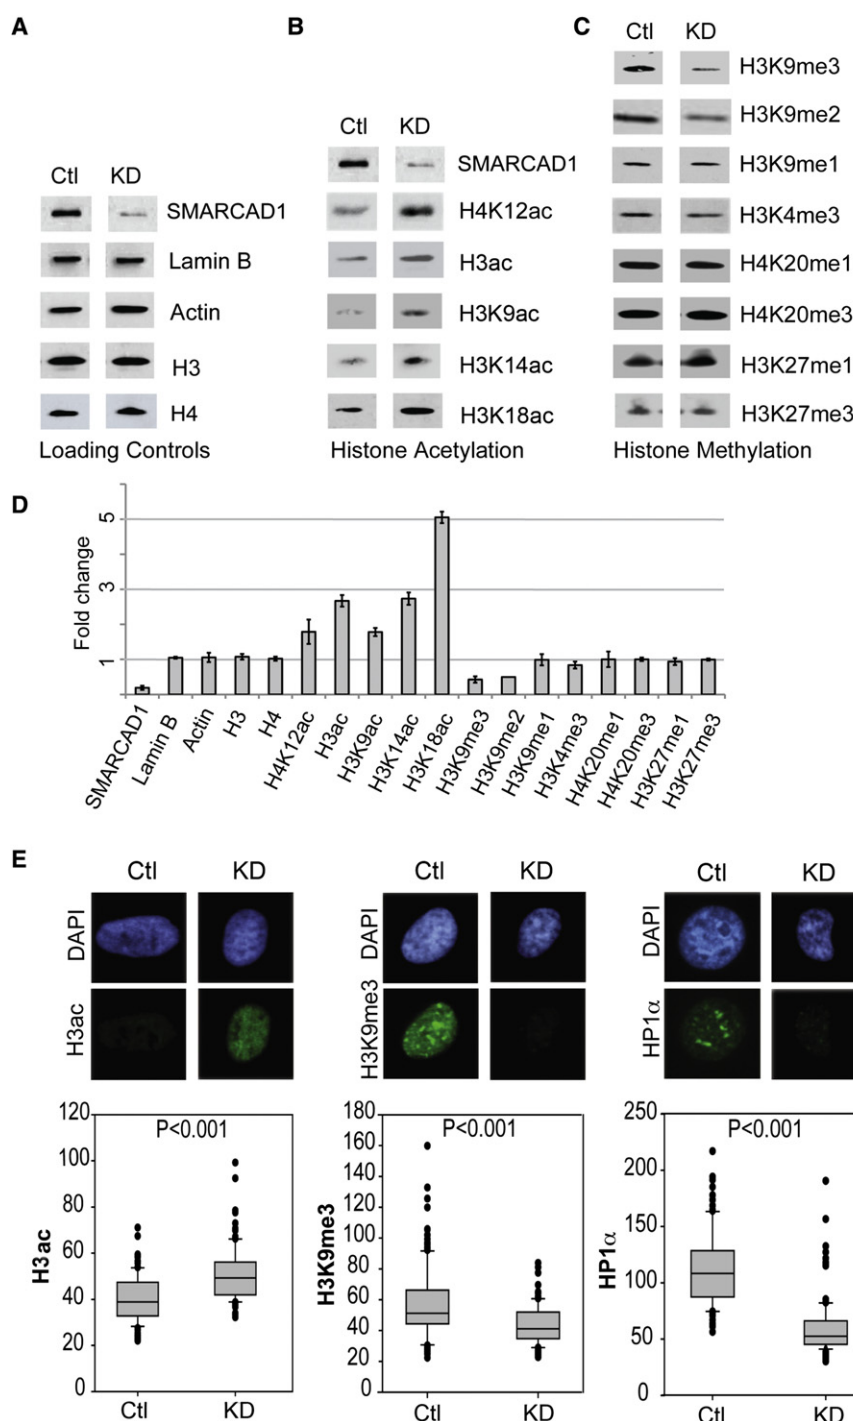 A
Ctl KD
SMARCAD1
Lamin B
Actin
H3
H4
Loading Controls
B
Ctl KD
SMARCAD1
H4K12ac
H3ac
H3K9ac
H3K14ac
H3K18ac
Histone Acetylation
C
Ctl KD
H3K9me3
H3K9me2
H3K9me1
H3K4me3
H4K20me1
H4K20me3
H3K27me1
H3K27me3
Histone Methylation
D
Fold change
5
3
1
SMARCAD1
Lamin B
Actin
H3
H4
H4K12ac
H3ac
H3K9ac
H3K14ac
H3K18ac
H3K9me3
H3K9me2
H3K9me1
H3K4me3
H4K20me1
H4K20me3
H3K27me1
H3K27me3
E
Ctl KD
DAPI
H3ac
Ctl KD
DAPI
H3K9me3
Ctl KD
DAPI
HP1α
H3ac
120
100
80
60
40
20
0
P<0.001
Ctl KD
H3K9me3
180
160
140
120
100
80
60
40
20
0
P<0.001
Ctl KD
HP1α
250
200
150
100
50
0
P<0.001
Ctl KD